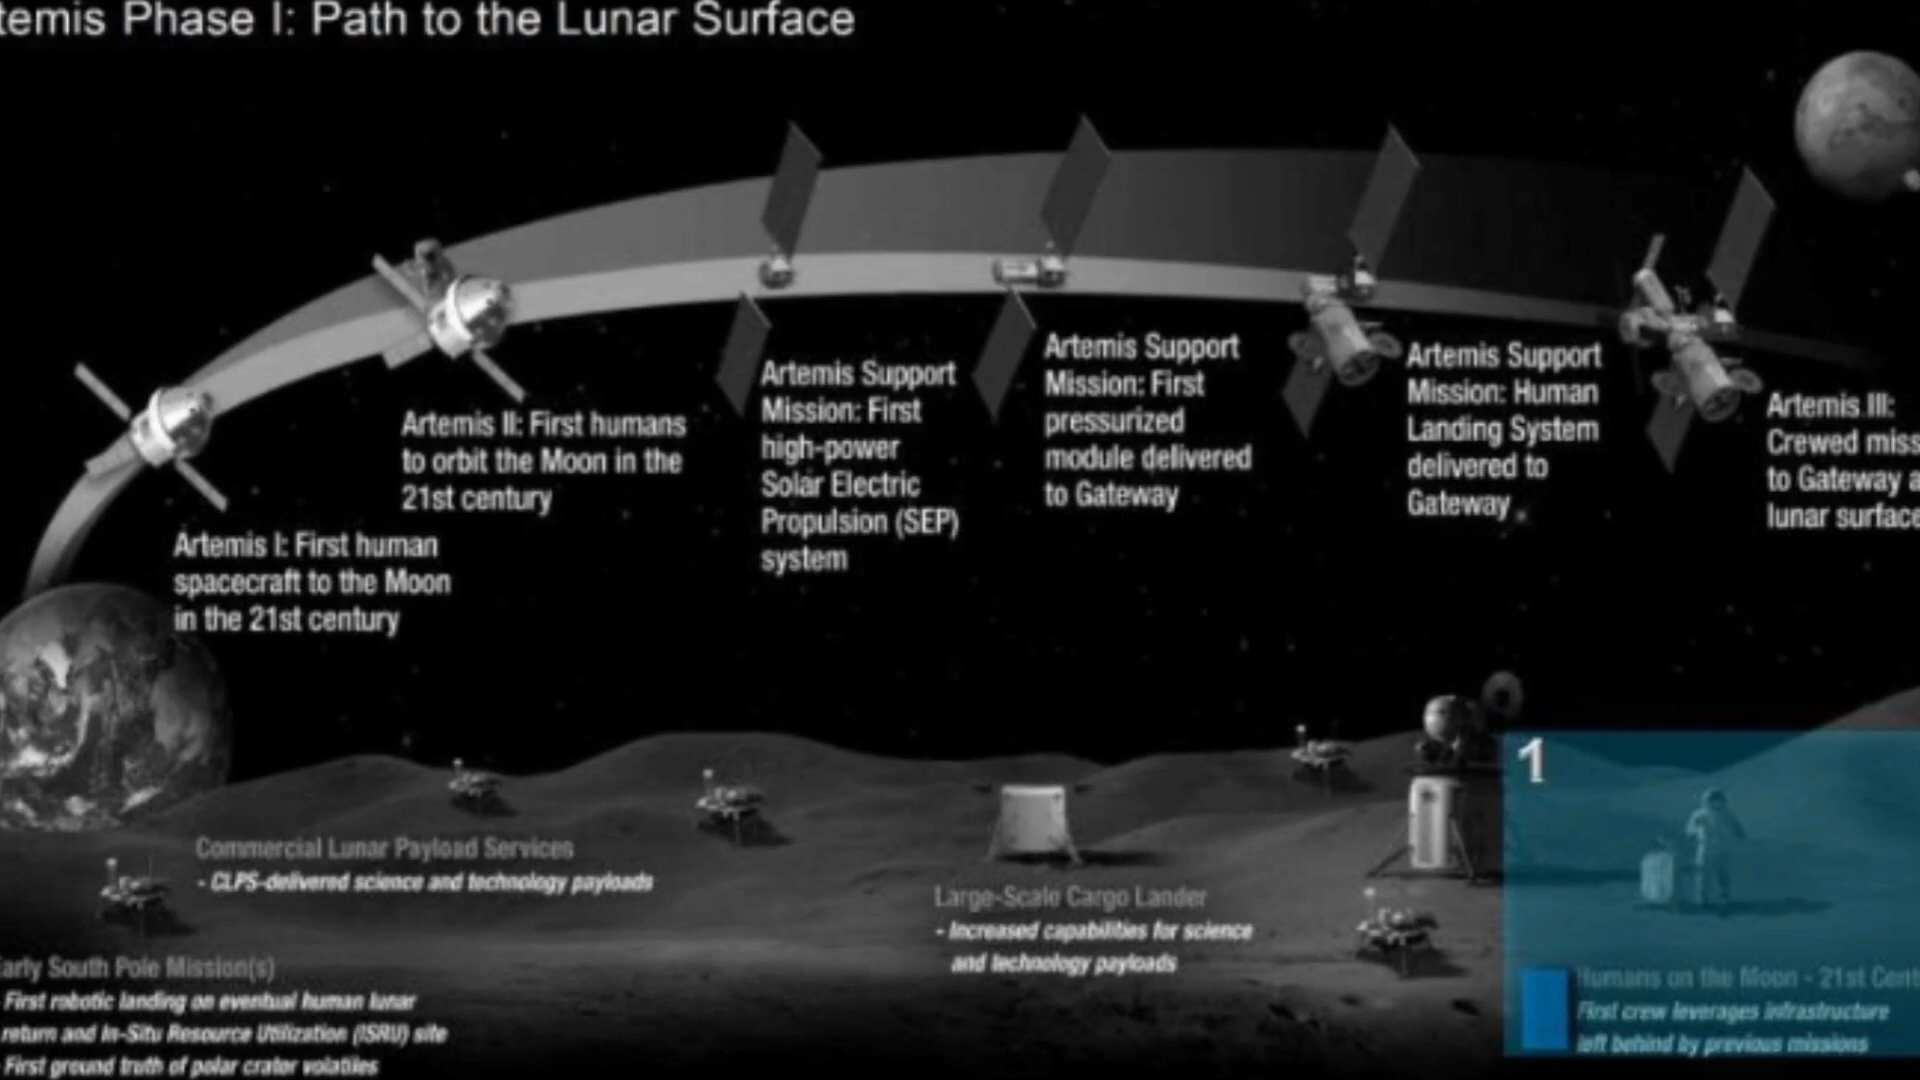 temis Phase I: Path to the Lunar Surface
Artemis I: First human
spacecraft to the Moon
in the 21st century
Artemis II: First humans
to orbit the Moon in the
21st century
Artemis Support
Mission: First
high-power
Solar Electric
Propulsion (SEP)
system
Artemis Support
Mission: First
pressurized
module delivered
to Gateway
Artemis Support
Mission: Human
Landing System
delivered to
Gateway
Artemis III:
Crewed miss
to Gateway a
lunar surface
Commercial Lunar Payload Services
- CLPS-delivered science and technology payloads
Early South Pole Mission(s)
First robotic landing on eventual human lunar
return and In-Situ Resource Utilization (ISRU) site
First ground truth of polar crater volatiles
Large-Scale Cargo Lander
- Increased capabilities for science
and technology payloads
1
Humans on the Moon - 21st Cent
First crew leverages infrastructure
left behind by previous missions